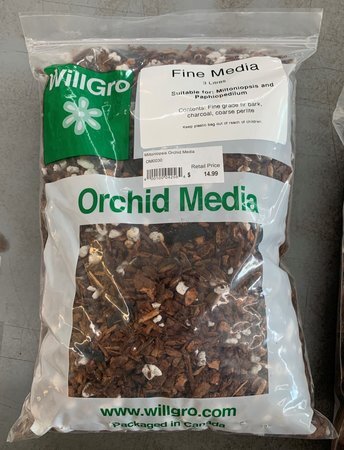 WillGro
Fine Media
3 Litres
Suitable for: Miltoniopsis and
Paphiopedilum
Contents: Fine grade fir bark,
charcoal, coarse perlite
Keep plastic bag out of reach of children.
Miltoniopsis Orchid Media
OM0030
Retail Price
$ 14.99
Orchid Media
www.willgro.com
Packaged in Canada